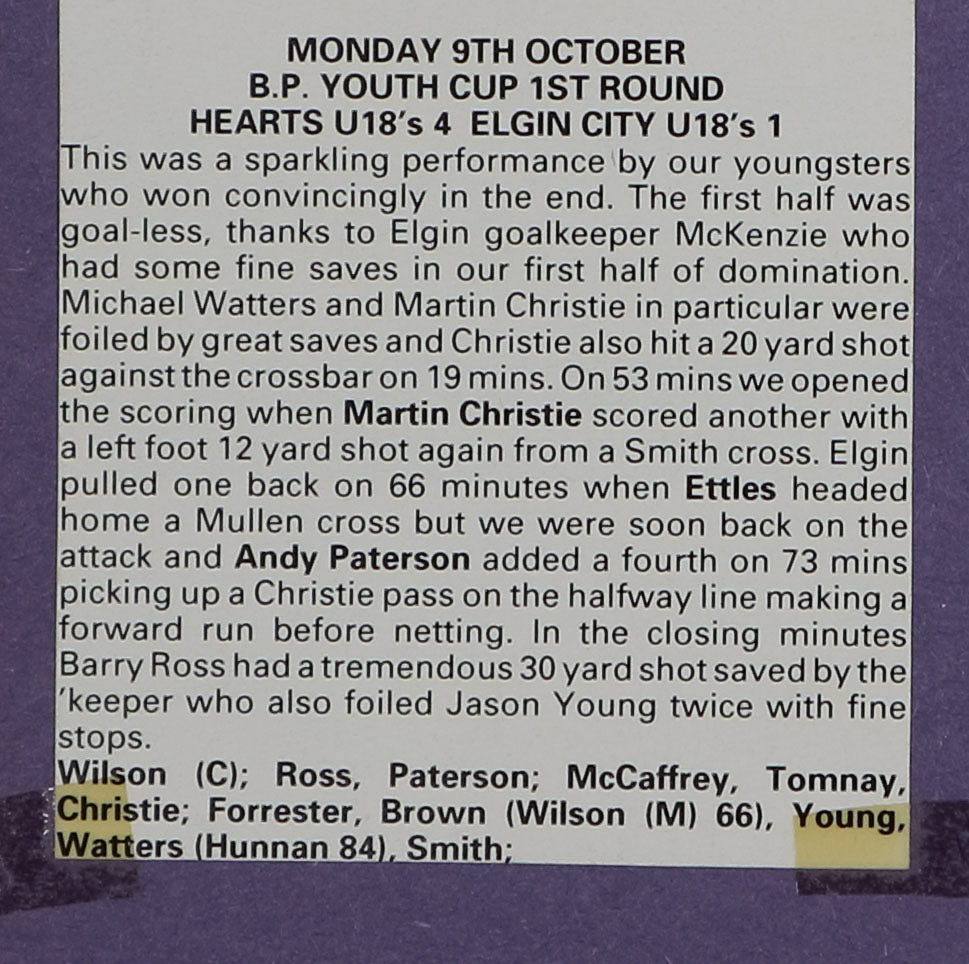 MONDAY 9TH OCTOBER
B.P. YOUTH CUP 1ST ROUND
HEARTS U18's 4 ELGIN CITY U18's 1
This was a sparkling performance by our youngsters
who won convincingly in the end. The first half was
goal-less, thanks to Elgin goalkeeper McKenzie who
had some fine saves in our first half of domination.
Michael Watters and Martin Christie in particular were
foiled by great saves and Christie also hit a 20 yard shot
against the crossbar on 19 mins. On 53 mins we opened
the scoring when Martin Christie scored another with
a left foot 12 yard shot again from a Smith cross. Elgin
pulled one back on 66 minutes when Ettles headed
home a Mullen cross but we were soon back on the
attack and Andy Paterson added a fourth on 73 mins
picking up a Christie pass on the halfway line making a
forward run before netting. In the closing minutes
Barry Ross had a tremendous 30 yard shot saved by the
'keeper who also foiled Jason Young twice with fine
stops.
Wilson (C); Ross, Paterson; McCaffrey, Tomnay,
Christie; Forrester, Brown (Wilson (M) 66), Young,
Watters (Hunnan 84), Smith;